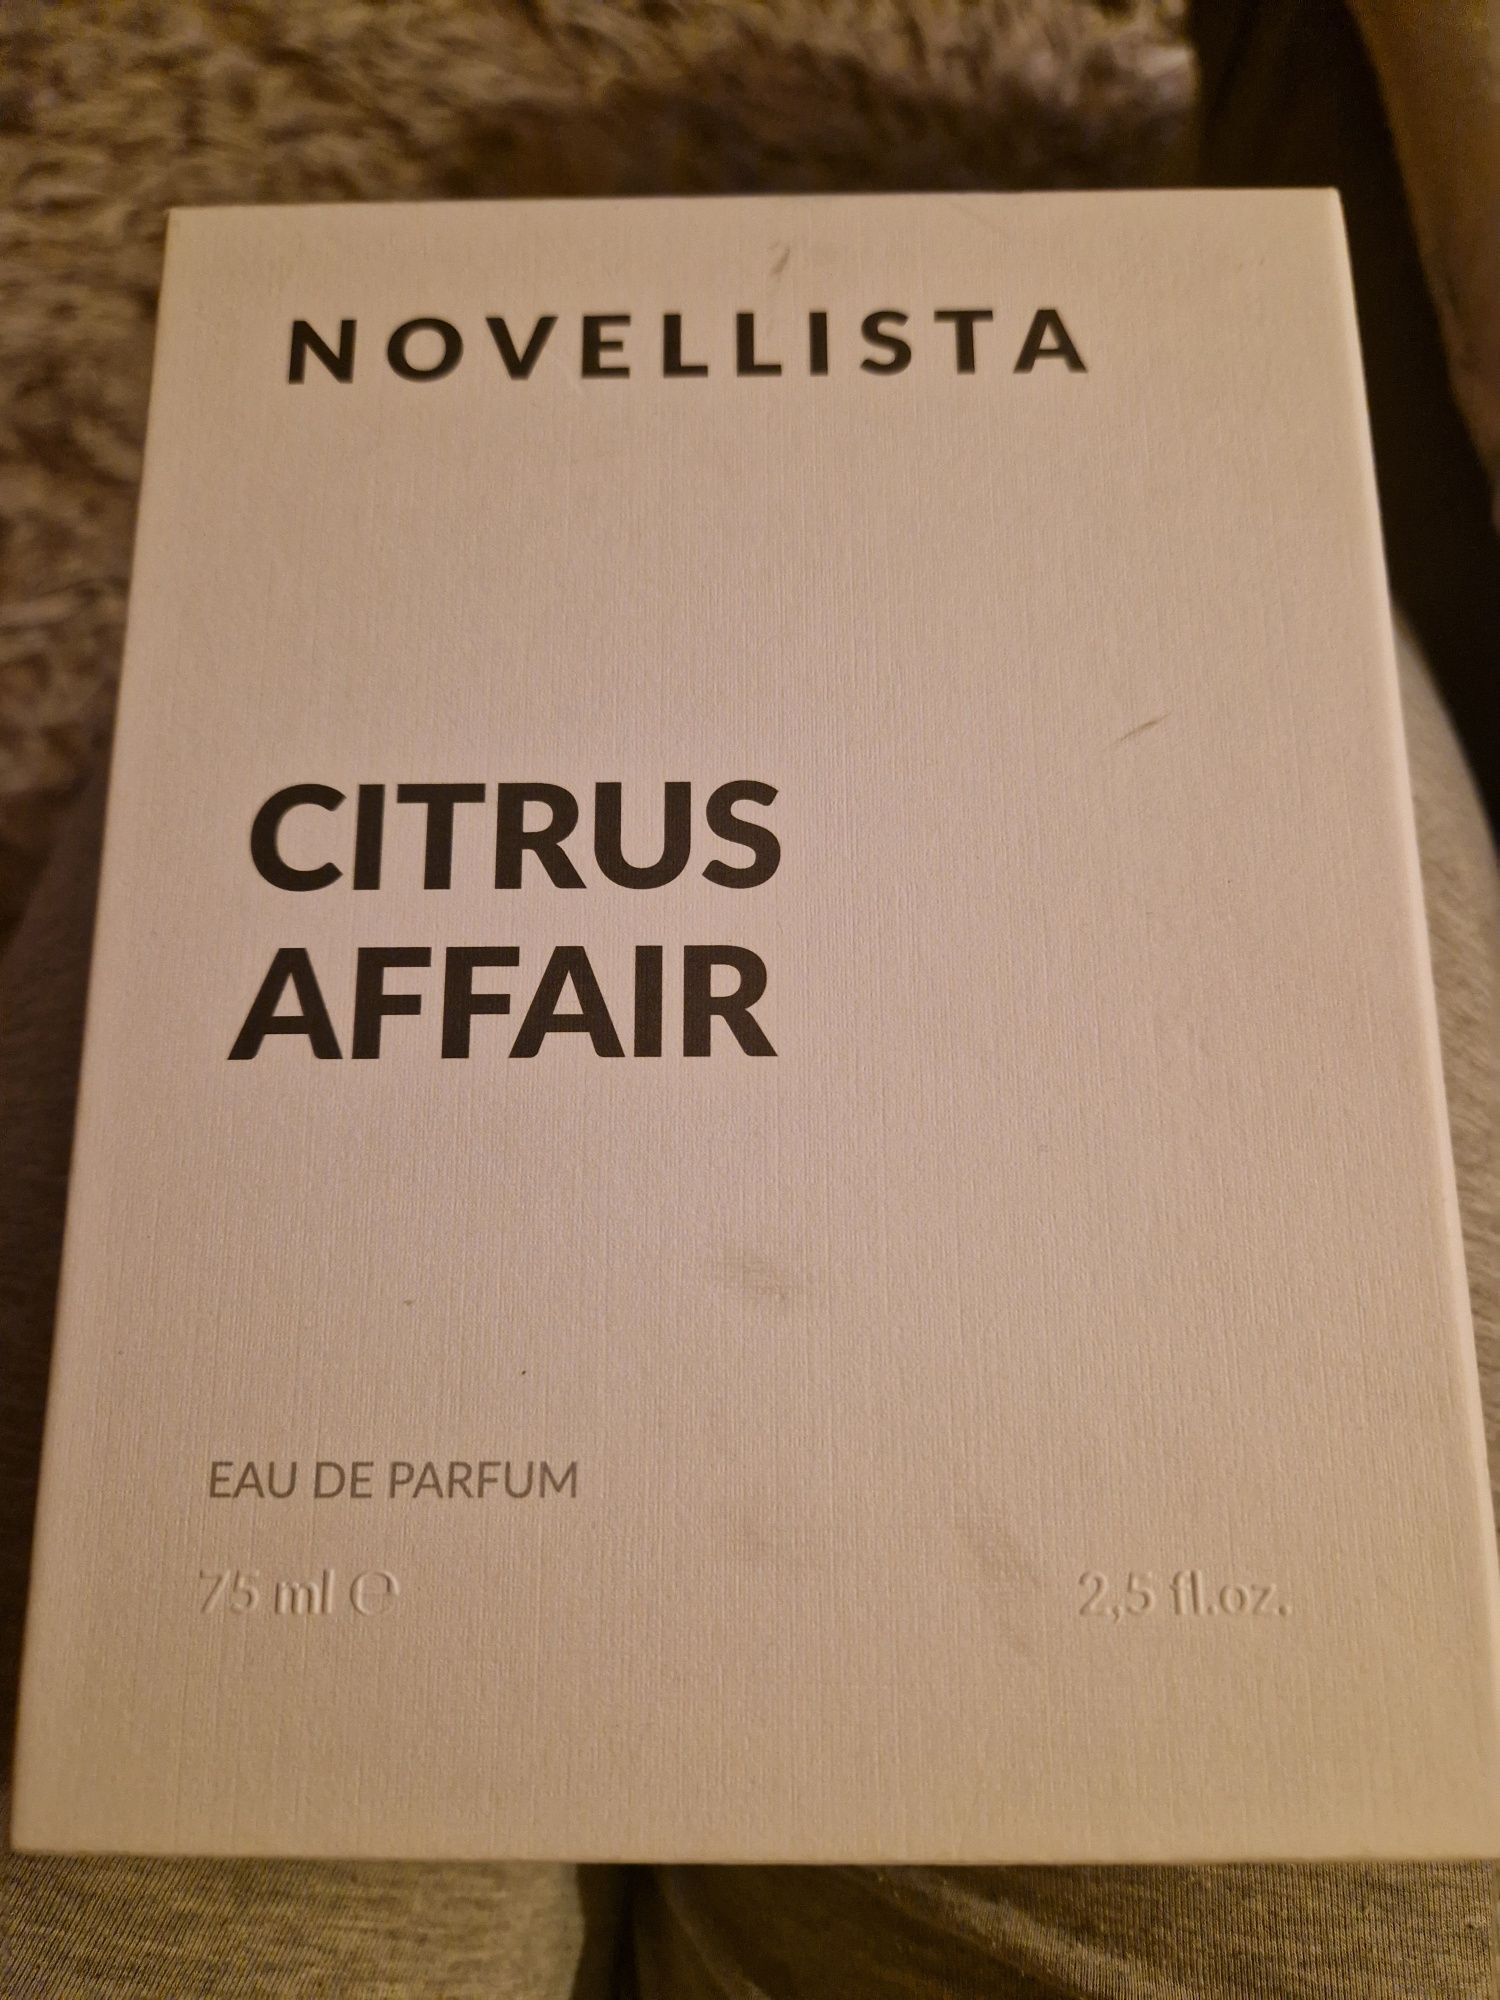 NOVELLISTA
CITRUS
AFFAIR
EAU DE PARFUM
75 ml ℮
2,5 fl.oz.